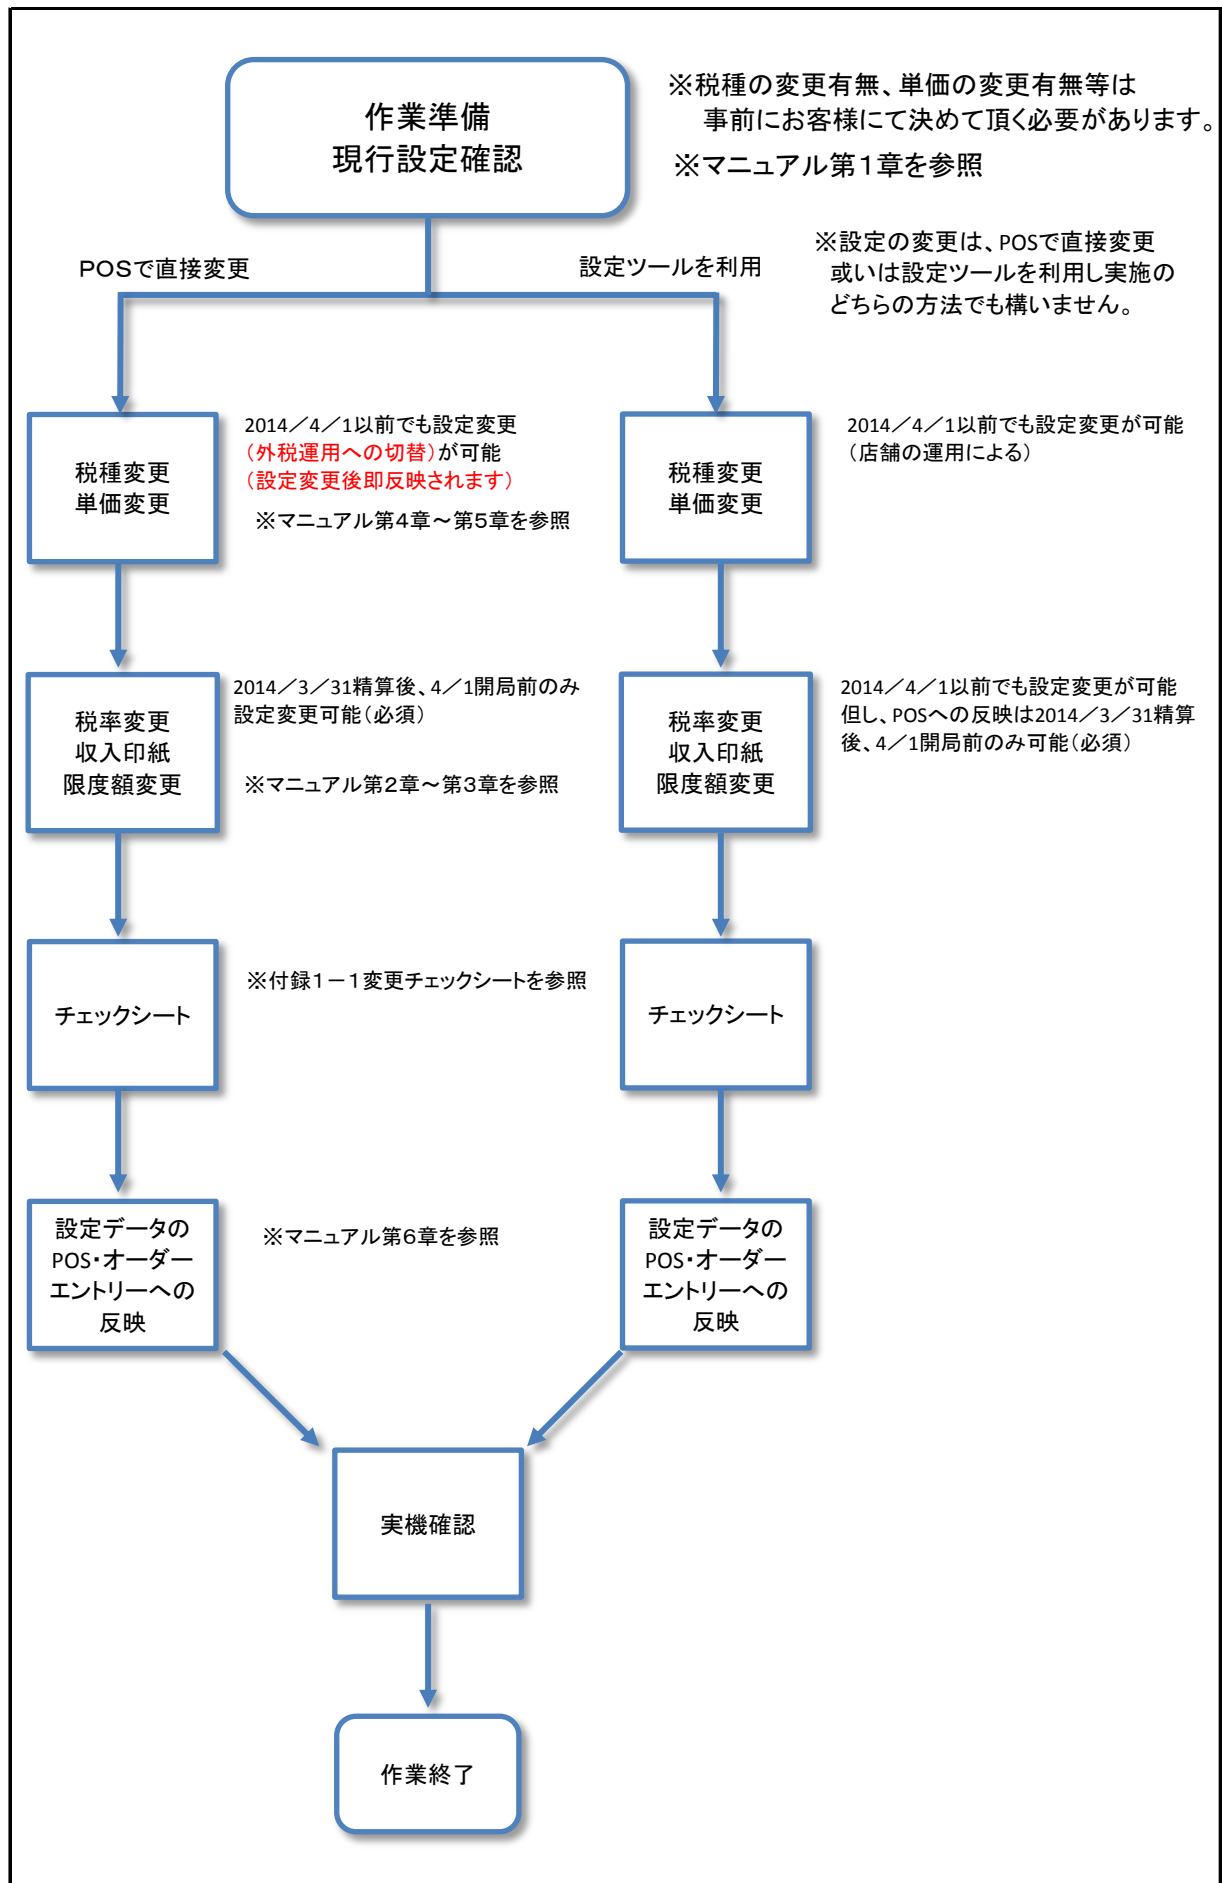 作業準備
現行設定確認
※税種の変更有無、単価の変更有無等は
事前にお客様にて決めて頂く必要があります。
※マニュアル第１章を参照
※設定の変更は、POSで直接変更
或いは設定ツールを利用し実施の
どちらの方法でも構いません。
ＰＯＳで直接変更
設定ツールを利用
税種変更
単価変更
2014／4／1以前でも設定変更
（外税運用への切替）が可能
（設定変更後即反映されます）
※マニュアル第４章～第５章を参照
税種変更
単価変更
2014／4／1以前でも設定変更が可能
（店舗の運用による）
税率変更
収入印紙
限度額変更
2014／3／31精算後、4／1開局前のみ
設定変更可能（必須）
※マニュアル第２章～第３章を参照
税率変更
収入印紙
限度額変更
2014／4／1以前でも設定変更が可能
但し、POSへの反映は2014／3／31精算
後、4／1開局前のみ可能（必須）
チェックシート
※付録１－１変更チェックシートを参照
チェックシート
設定データの
POS・オーダー
エントリーへの
反映
※マニュアル第６章を参照
設定データの
POS・オーダー
エントリーへの
反映
実機確認
作業終了